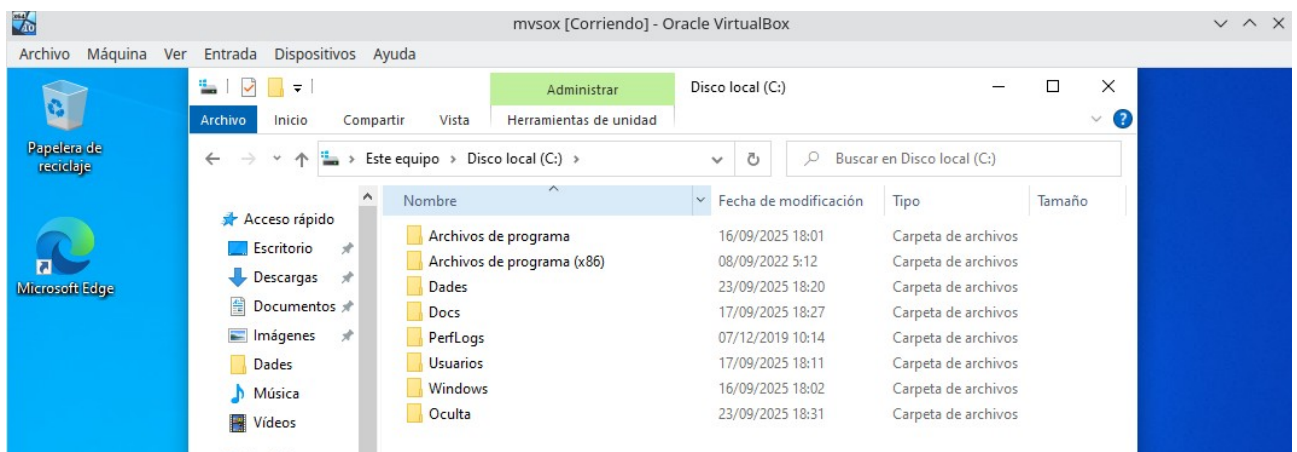 mvsox [Corriendo] - Oracle VirtualBox
Archivo Máquina Ver Entrada Dispositivos Ayuda
Papelera de
reciclaje
Microsoft Edge
Administrar Disco local (C:)
Archivo Inicio Compartir Vista Herramientas de unidad
Este equipo > Disco local (C:) > Buscar en Disco local (C:)
Nombre Fecha de modificación Tipo Tamaño
Acceso rápido
Escritorio
Descargas
Documentos
Imágenes
Dades
Música
Vídeos
Archivos de programa 16/09/2025 18:01 Carpeta de archivos
Archivos de programa (x86) 08/09/2022 5:12 Carpeta de archivos
Dades 23/09/2025 18:20 Carpeta de archivos
Docs 17/09/2025 18:27 Carpeta de archivos
PerfLogs 07/12/2019 10:14 Carpeta de archivos
Usuarios 17/09/2025 18:11 Carpeta de archivos
Windows 16/09/2025 18:02 Carpeta de archivos
Oculta 23/09/2025 18:31 Carpeta de archivos